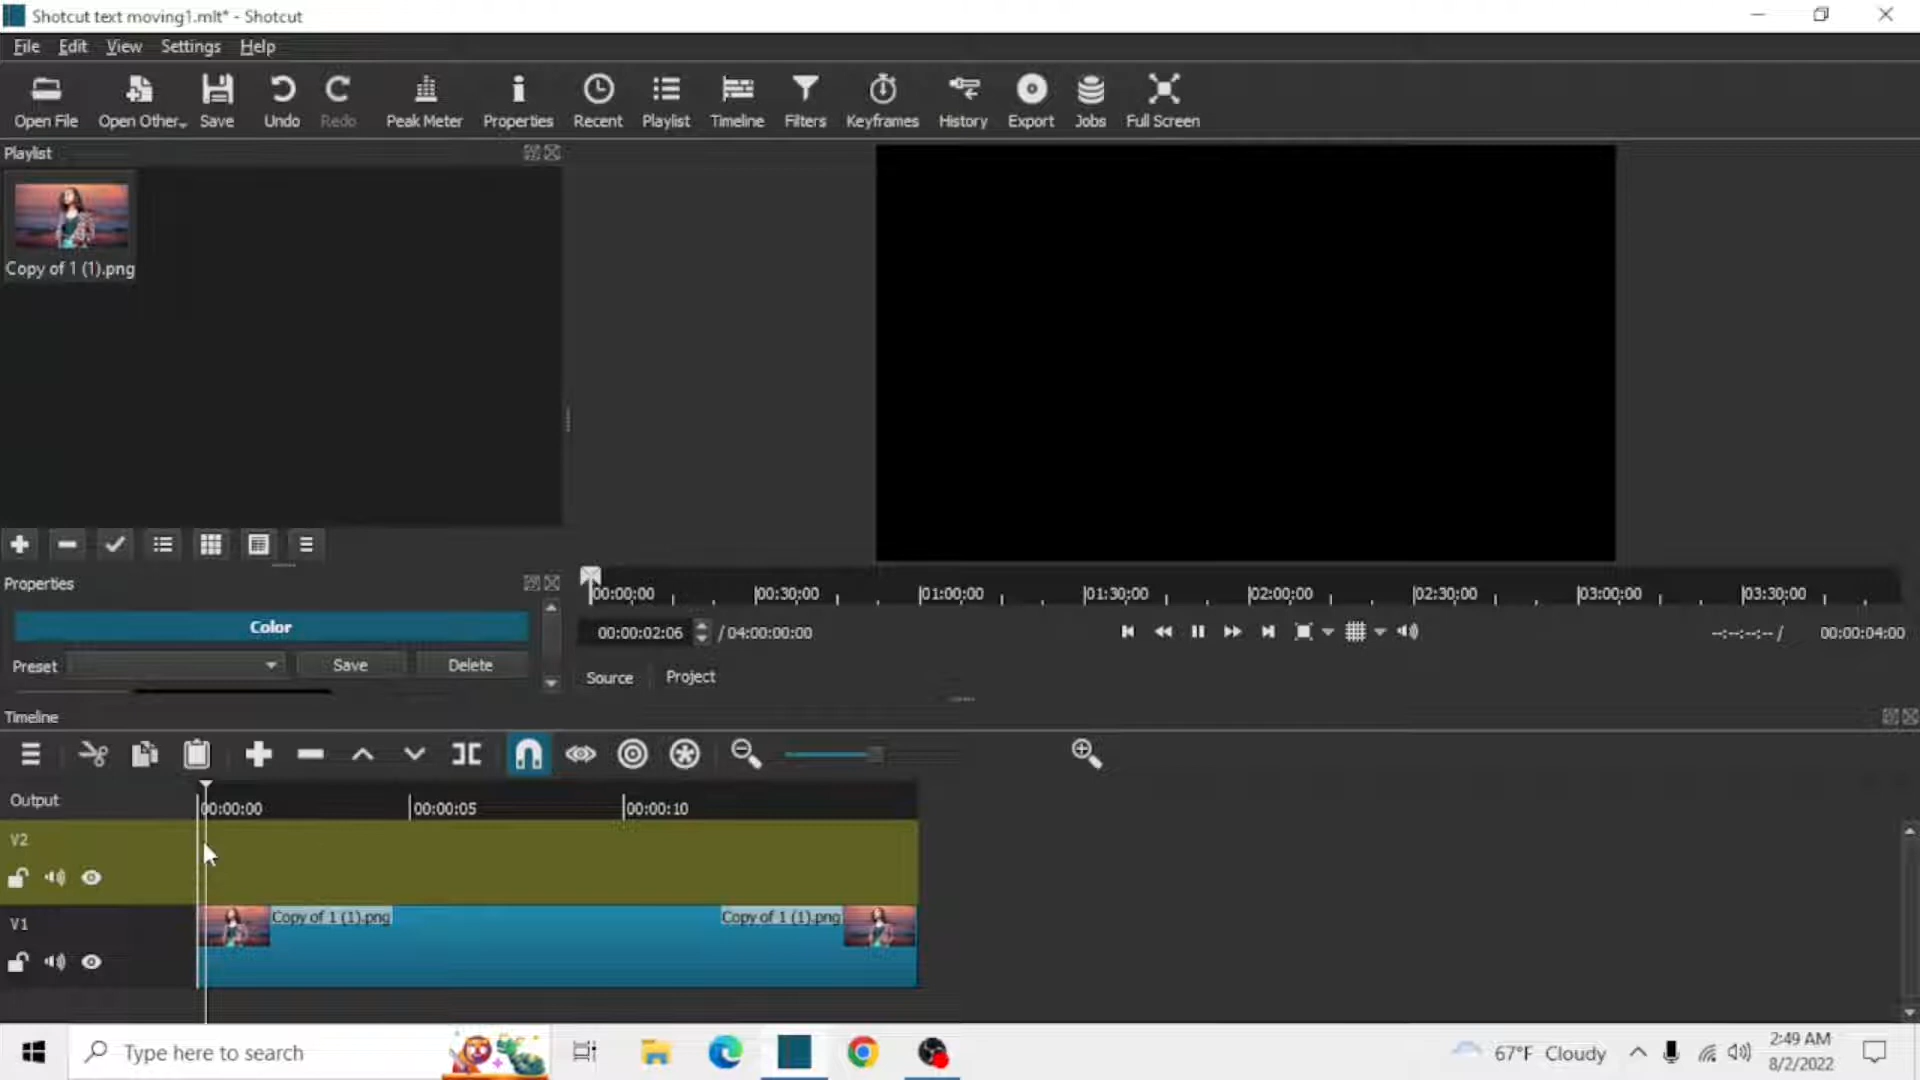 Shotcut text moving1.mlt* - Shotcut
File Edit View Settings Help
Open File Open Other.. Save Undo Redo Peak Meter Properties Recent Playlist Timeline Filters Keyframes History Export Jobs Full Screen
Playlist
Copy of 1 (1).png
Properties
Color
Preset Save Delete
00:00:00 00:30:00 01:00:00 01:30:00 02:00:00 02:30:00 03:00:00 03:30:00
00:00:02:06 / 04:00:00:00 --:--:--:-- / 00:00:04:00
Source Project
Timeline
Output
00:00:00 00:00:05 00:00:10
V2
V1
Copy of 1 (1).png Copy of 1 (1).png
Type here to search
67°F Cloudy
2:49 AM
8/2/2022